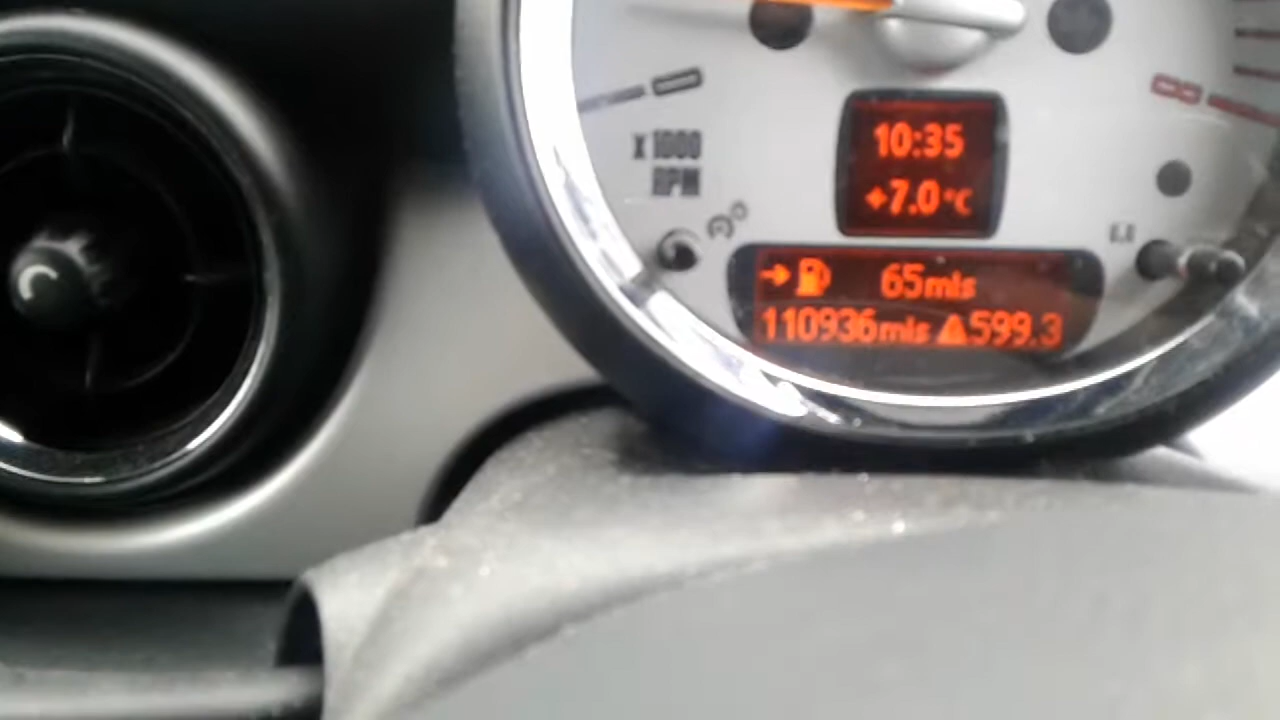 10:35
+7.0°C
X 1000
RPM
→ 65mls
110936mls ▲599.3